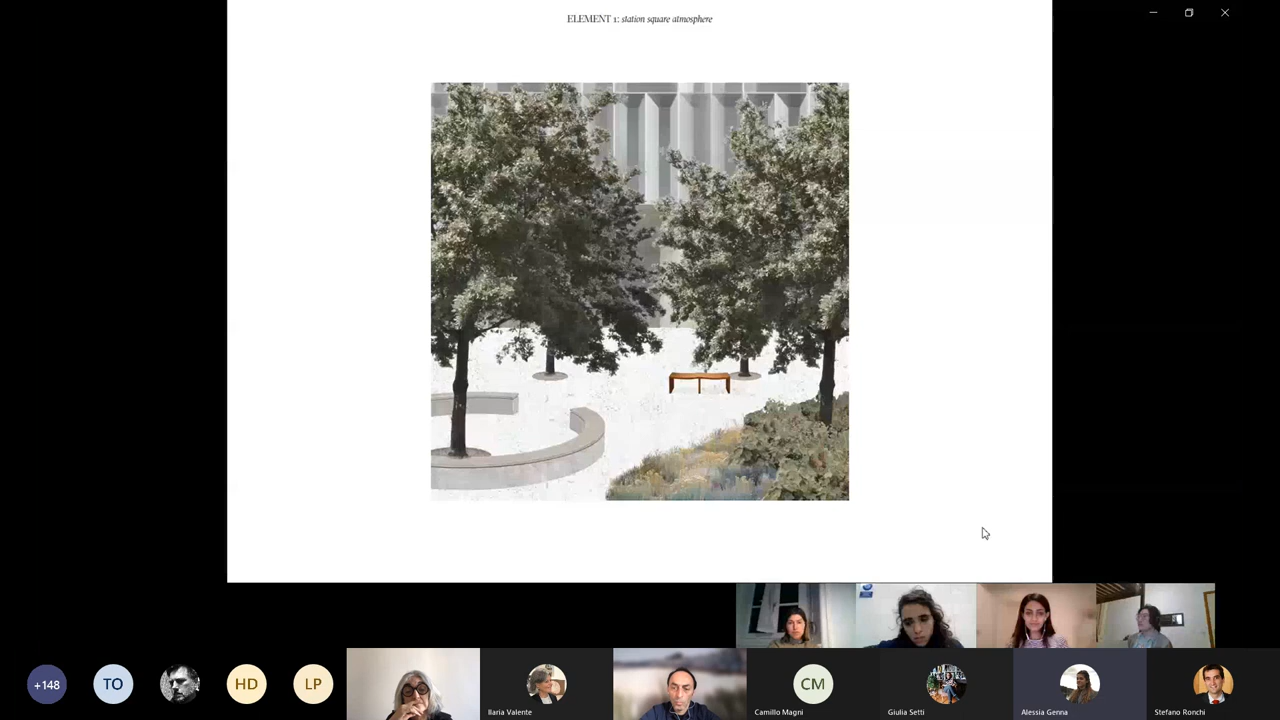 ELEMENT 1: station square atmosphere
+148
TO
HD
LP
Ilaria Valente
CM
Camillo Magni
Giulia Setti
Alessia Genna
Stefano Ronchi